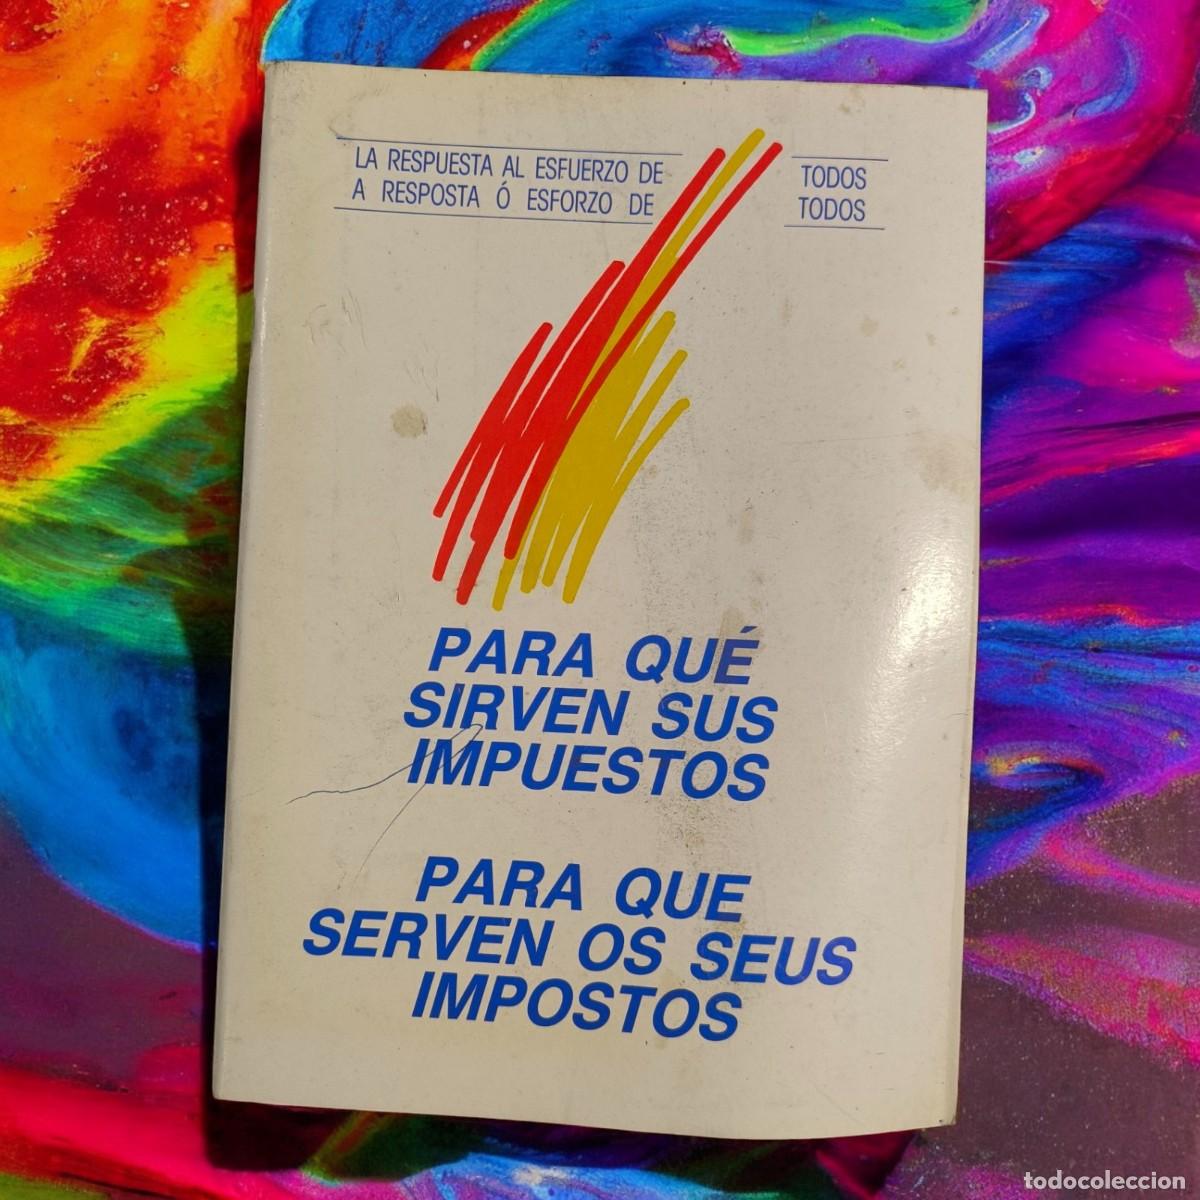 LA RESPUESTA AL ESFUERZO DE TODOS
A RESPOSTA Ó ESFORZO DE TODOS
PARA QUÉ
SIRVEN SUS
IMPUESTOS
PARA QUE
SERVEN OS SEUS
IMPOSTOS
todocoleccion